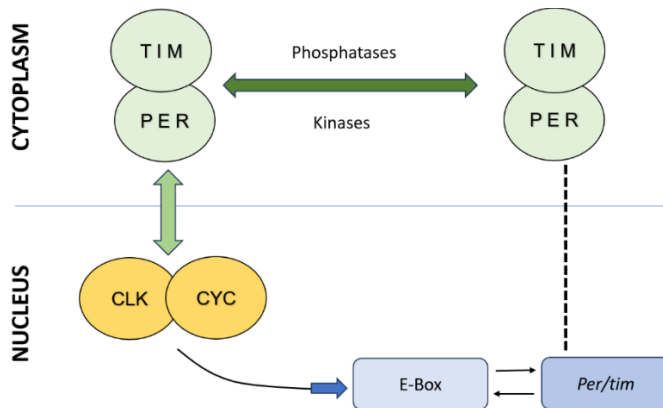 CYTOPLASM
TIM
PER
Phosphatases
Kinases
TIM
PER
NUCLEUS
CLK
CYC
E-Box
Per/tim